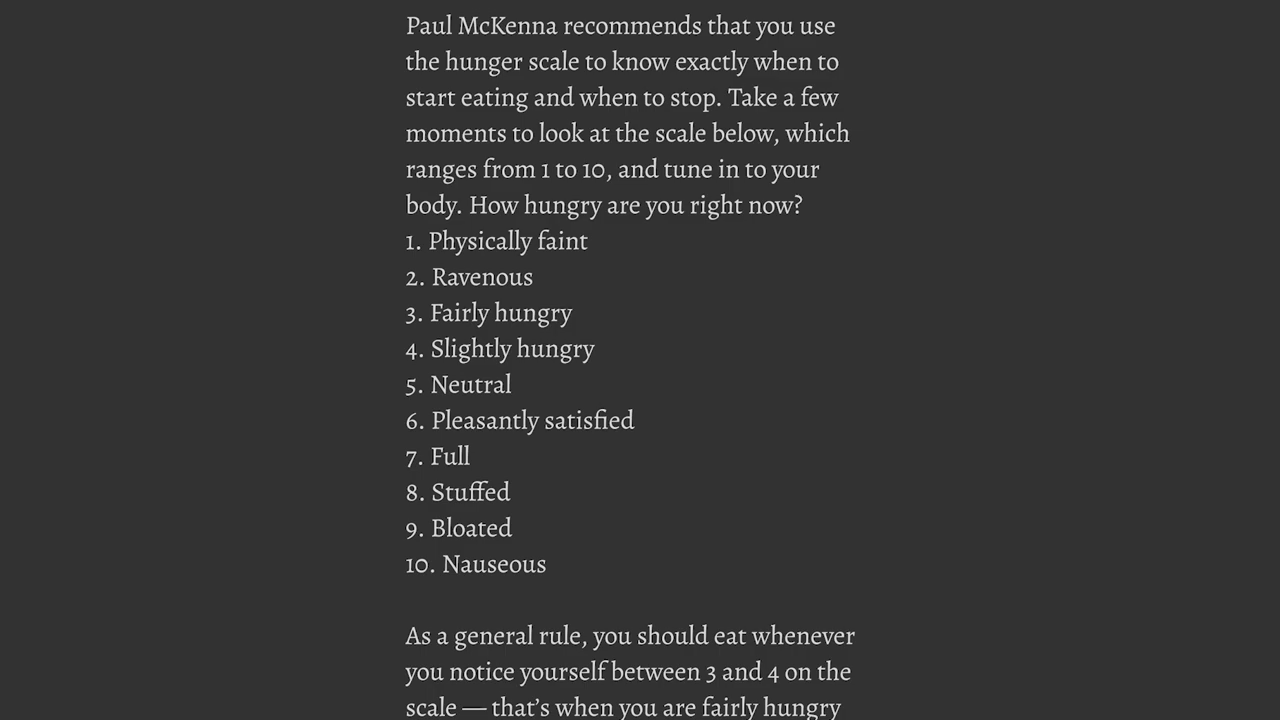 Paul McKenna recommends that you use
the hunger scale to know exactly when to
start eating and when to stop. Take a few
moments to look at the scale below, which
ranges from 1 to 10, and tune in to your
body. How hungry are you right now?
1. Physically faint
2. Ravenous
3. Fairly hungry
4. Slightly hungry
5. Neutral
6. Pleasantly satisfied
7. Full
8. Stuffed
9. Bloated
10. Nauseous
As a general rule, you should eat whenever
you notice yourself between 3 and 4 on the
scale — that’s when you are fairly hungry